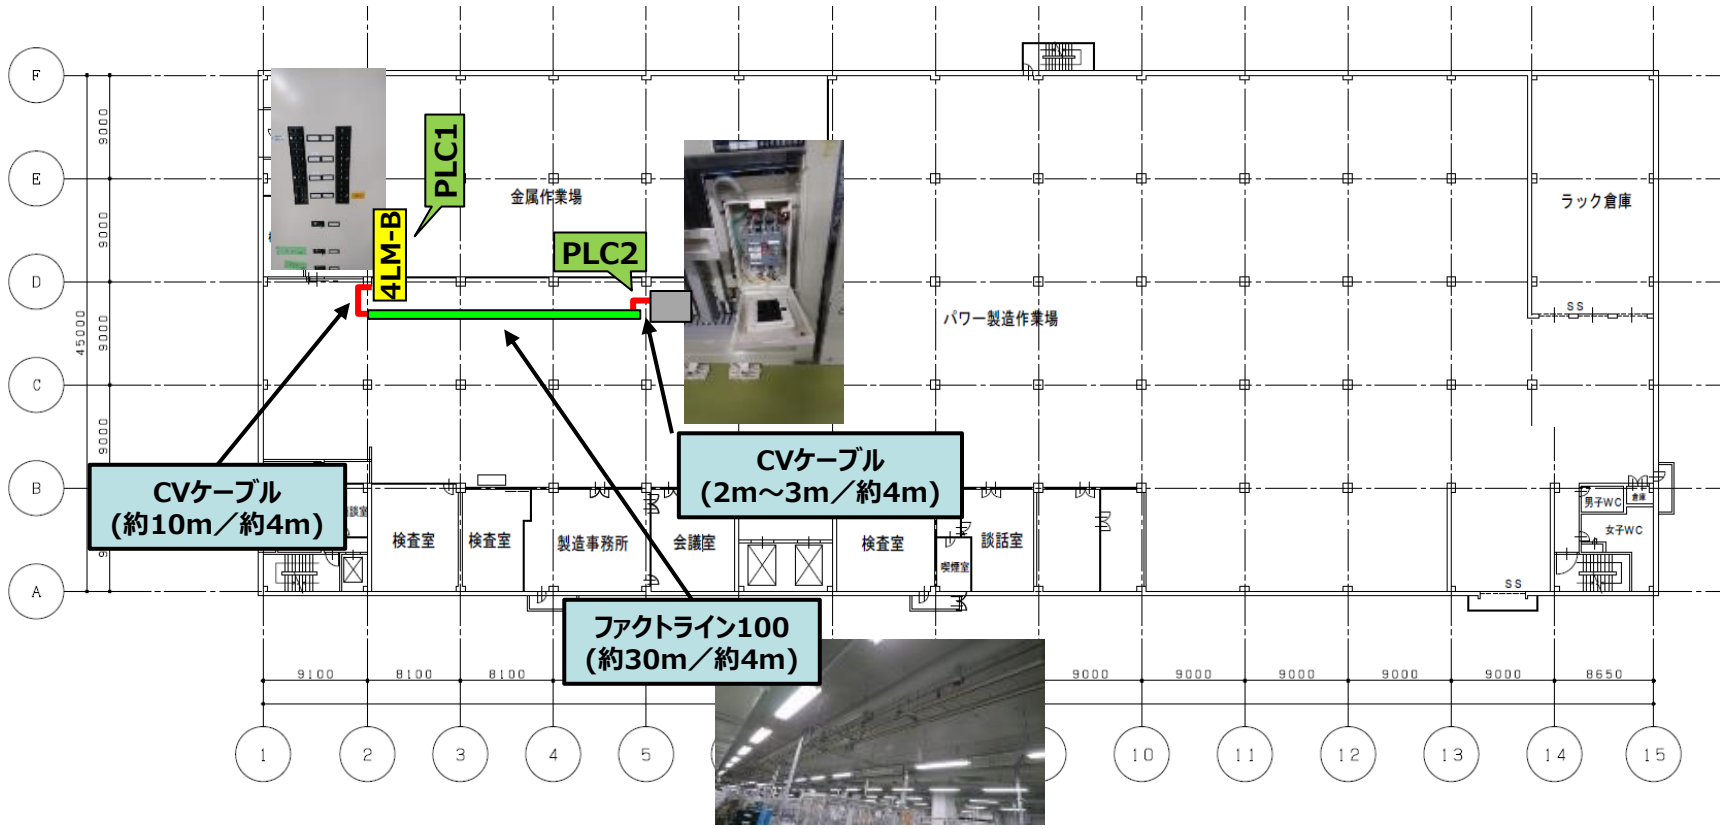 F
E
D
C
B
A
9000
9000
9000
9000
45000
PLC1
4LM-B
PLC2
金属作業場
パワー製造作業場
ラック倉庫
SS
CVケーブル
(約10m／約4m)
CVケーブル
(2m～3m／約4m)
ファクトライン100
(約30m／約4m)
談室
検査室
検査室
製造事務所
会議室
検査室
喫煙室
談話室
男子WC
倉庫
女子WC
SS
9100
8100
8100
9000
9000
9000
9000
9000
8650
1
2
3
4
5
10
11
12
13
14
15